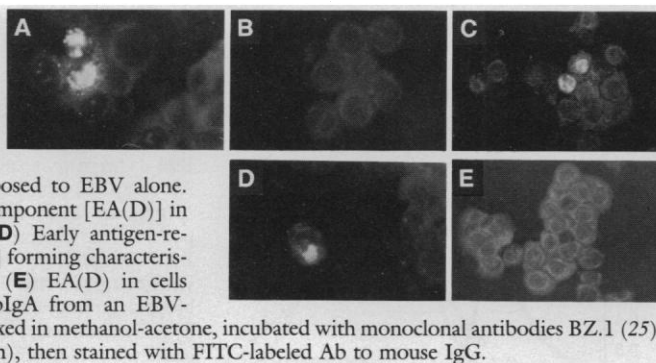 A
B
C
D
E
posed to EBV alone.
mponent [EA(D)] in
D) Early antigen-re-
forming characteris-
(E) EA(D) in cells
oIgA from an EBV-
xed in methanol-acetone, incubated with monoclonal antibodies BZ.1 (25)
n), then stained with FITC-labeled Ab to mouse IgG.